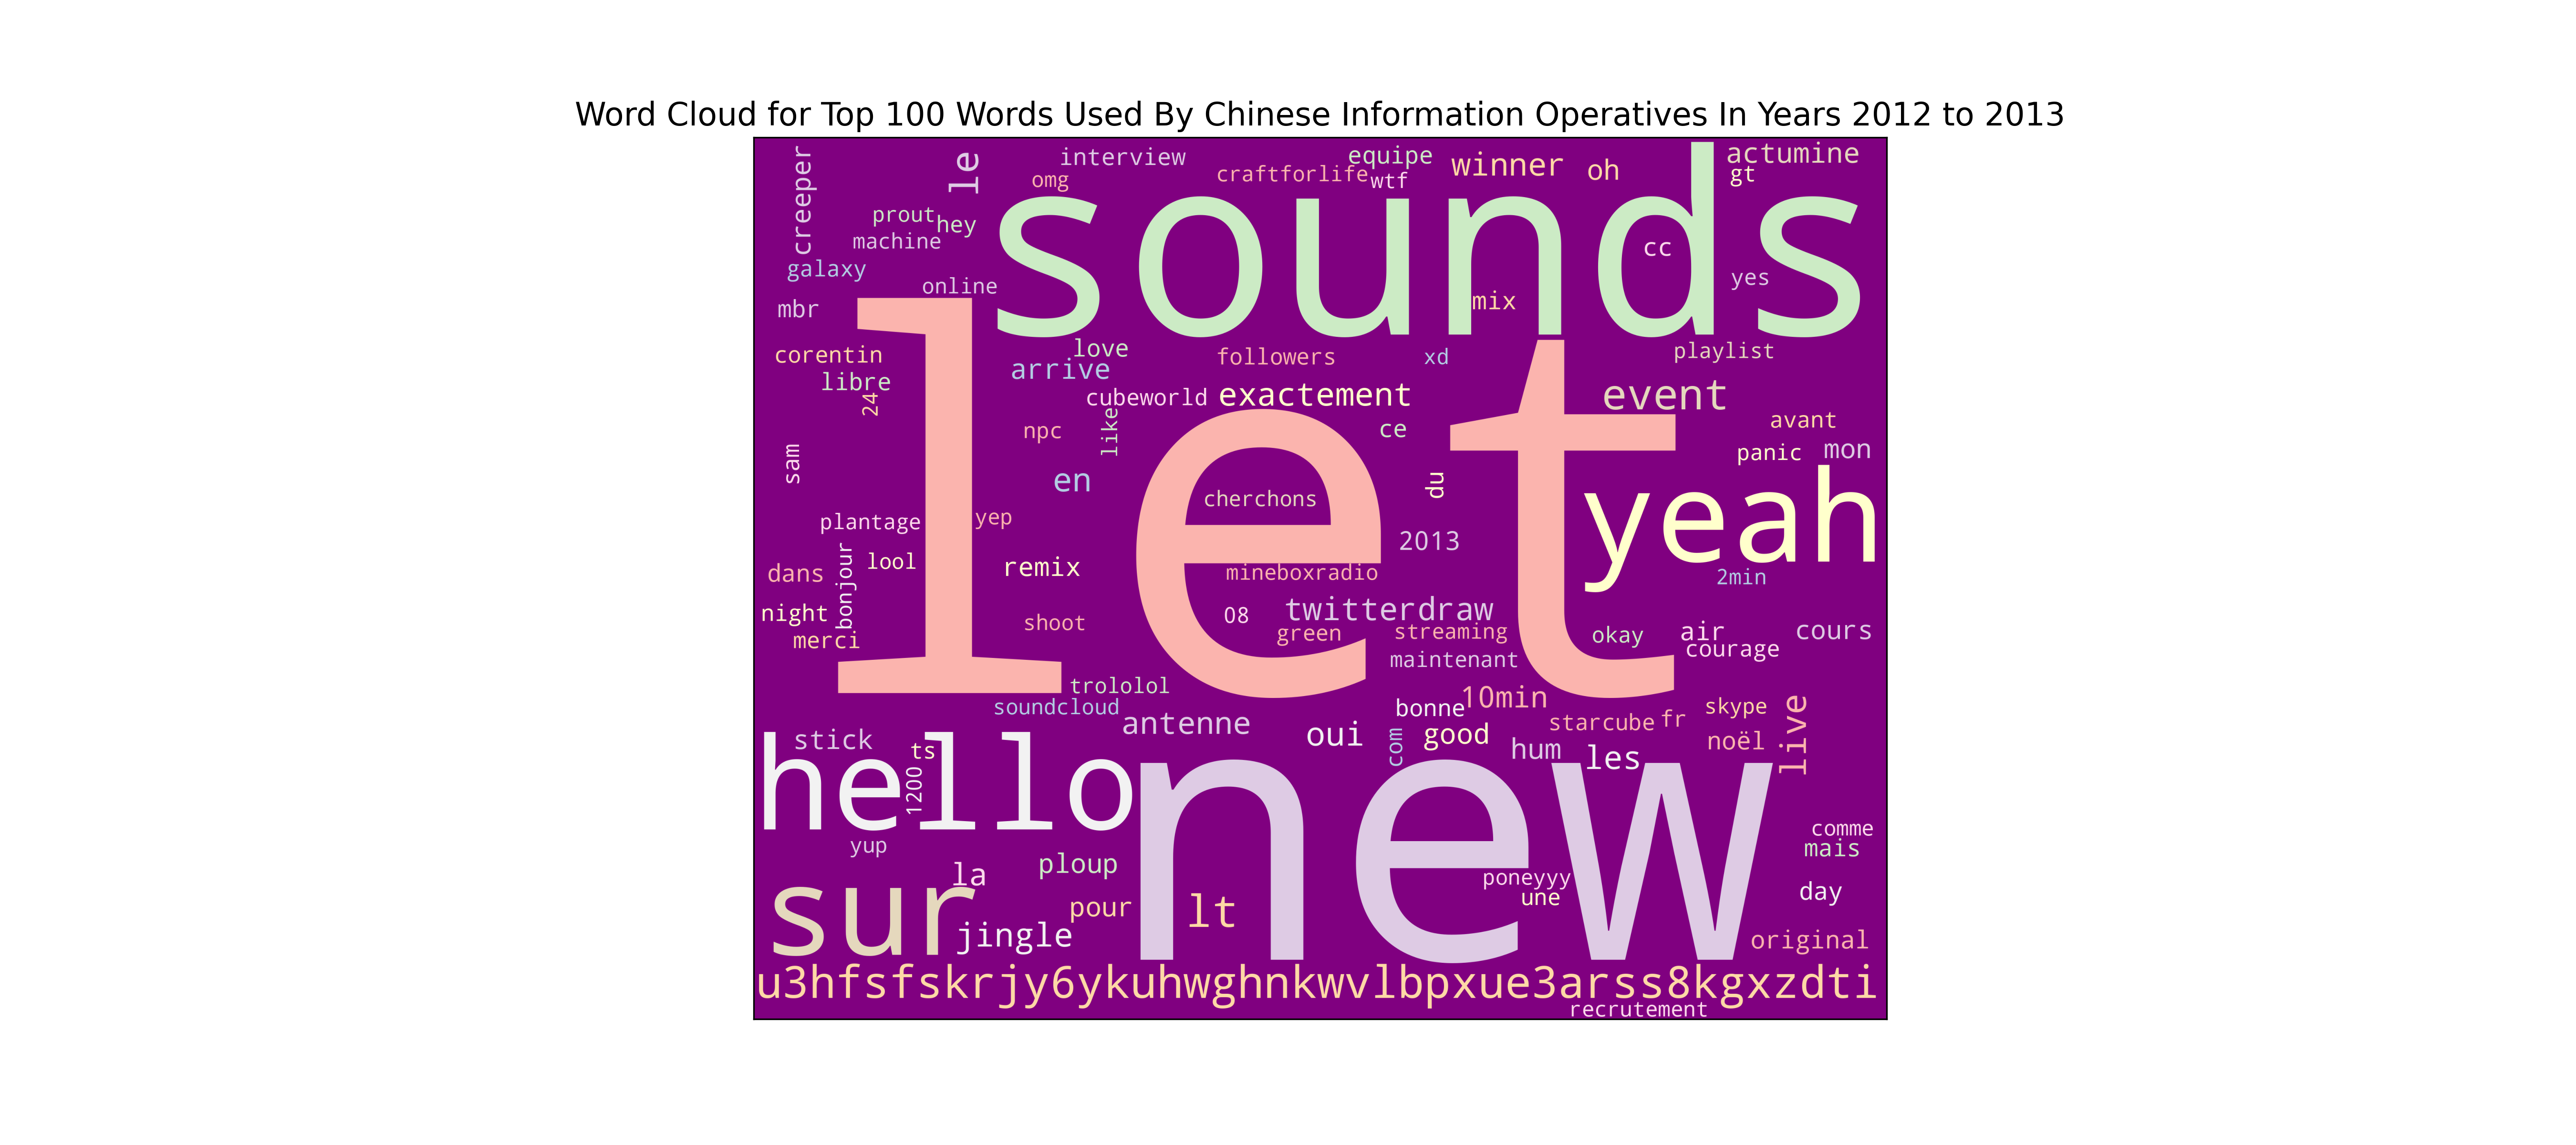 Word Cloud for Top 100 Words Used By Chinese Information Operatives In Years 2012 to 2013
creeper
le
interview
omg
craftforlife
equipe
wtf
winner
oh
actumine
gt
prout
hey
machine
sounds
cc
galaxy
online
yes
mbr
mix
corentin
love
followers
xd
playlist
libre
arrive
24
cubeworld
exactement
event
like
npc
ce
avant
sam
let
panic
mon
en
cherchons
du
yeah
plantage
yep
2013
dans
bonjour
lool
remix
mineboxradio
2min
night
08
twitterdraw
merci
shoot
green
streaming
okay
air
cours
maintenant
courage
trololol
soundcloud
10min
bonne
skype
live
stick
ts
antenne
oui
com
good
starcube
fr
hum
les
noël
hello
1200
new
yup
comme
mais
la
ploup
poneyyy
une
day
sur
pour
lt
jingle
original
u3hfsfskrjy6ykuhwghnkwvlbpxue3arss8kgxzdti
recrutement